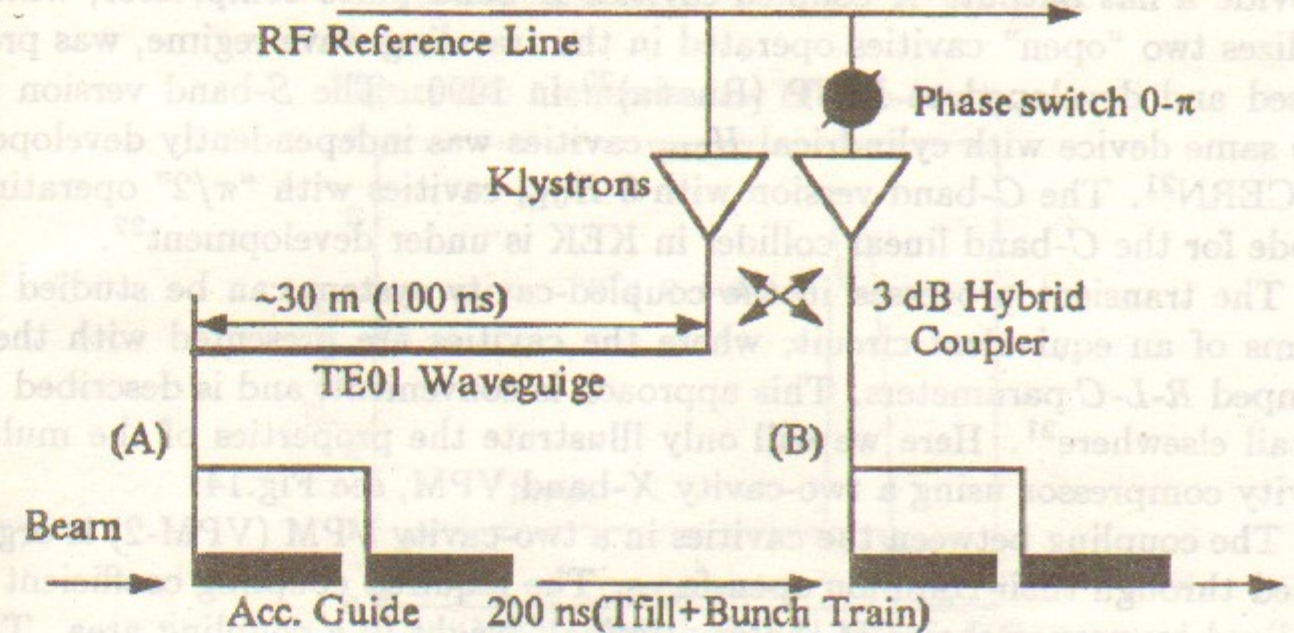 RF Reference Line
Phase switch 0-π
Klystrons
~30 m (100 ns)
3 dB Hybrid
Coupler
TE01 Waveguige
(A)
(B)
Beam
Acc. Guide
200 ns(Tfill+Bunch Train)